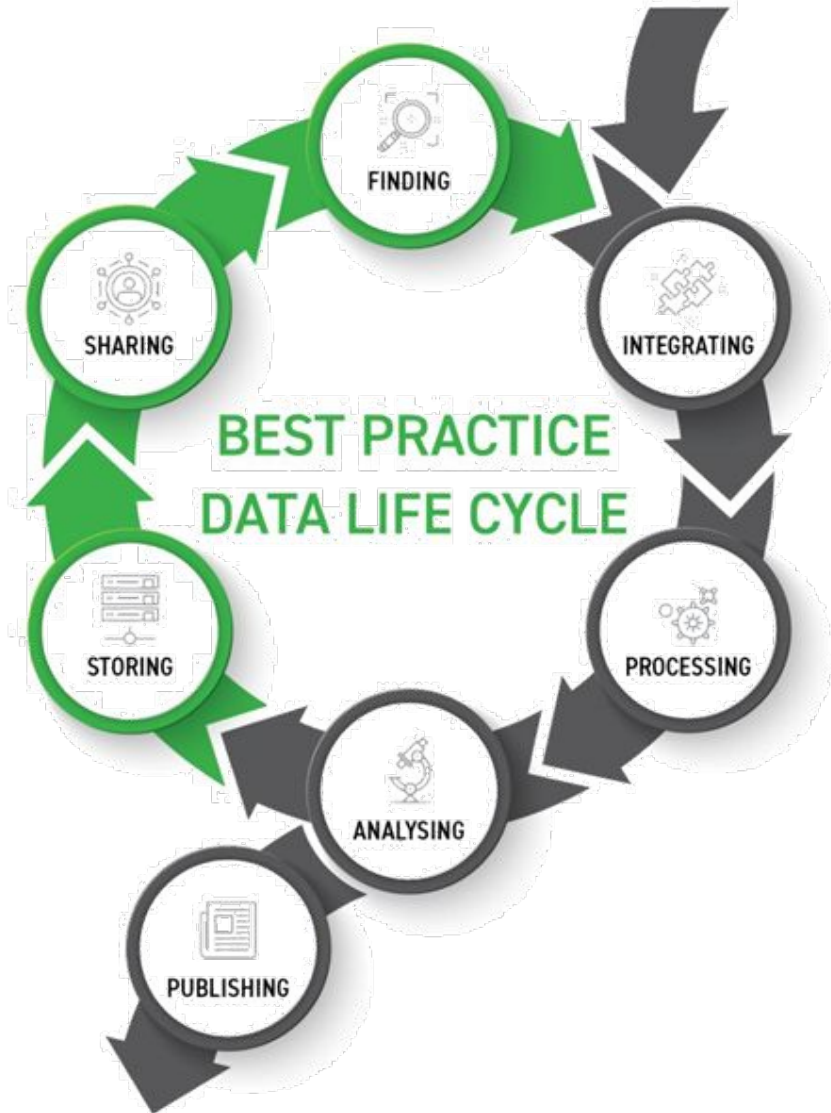 FINDING
SHARING
INTEGRATING
BEST PRACTICE
DATA LIFE CYCLE
STORING
PROCESSING
ANALYSING
PUBLISHING